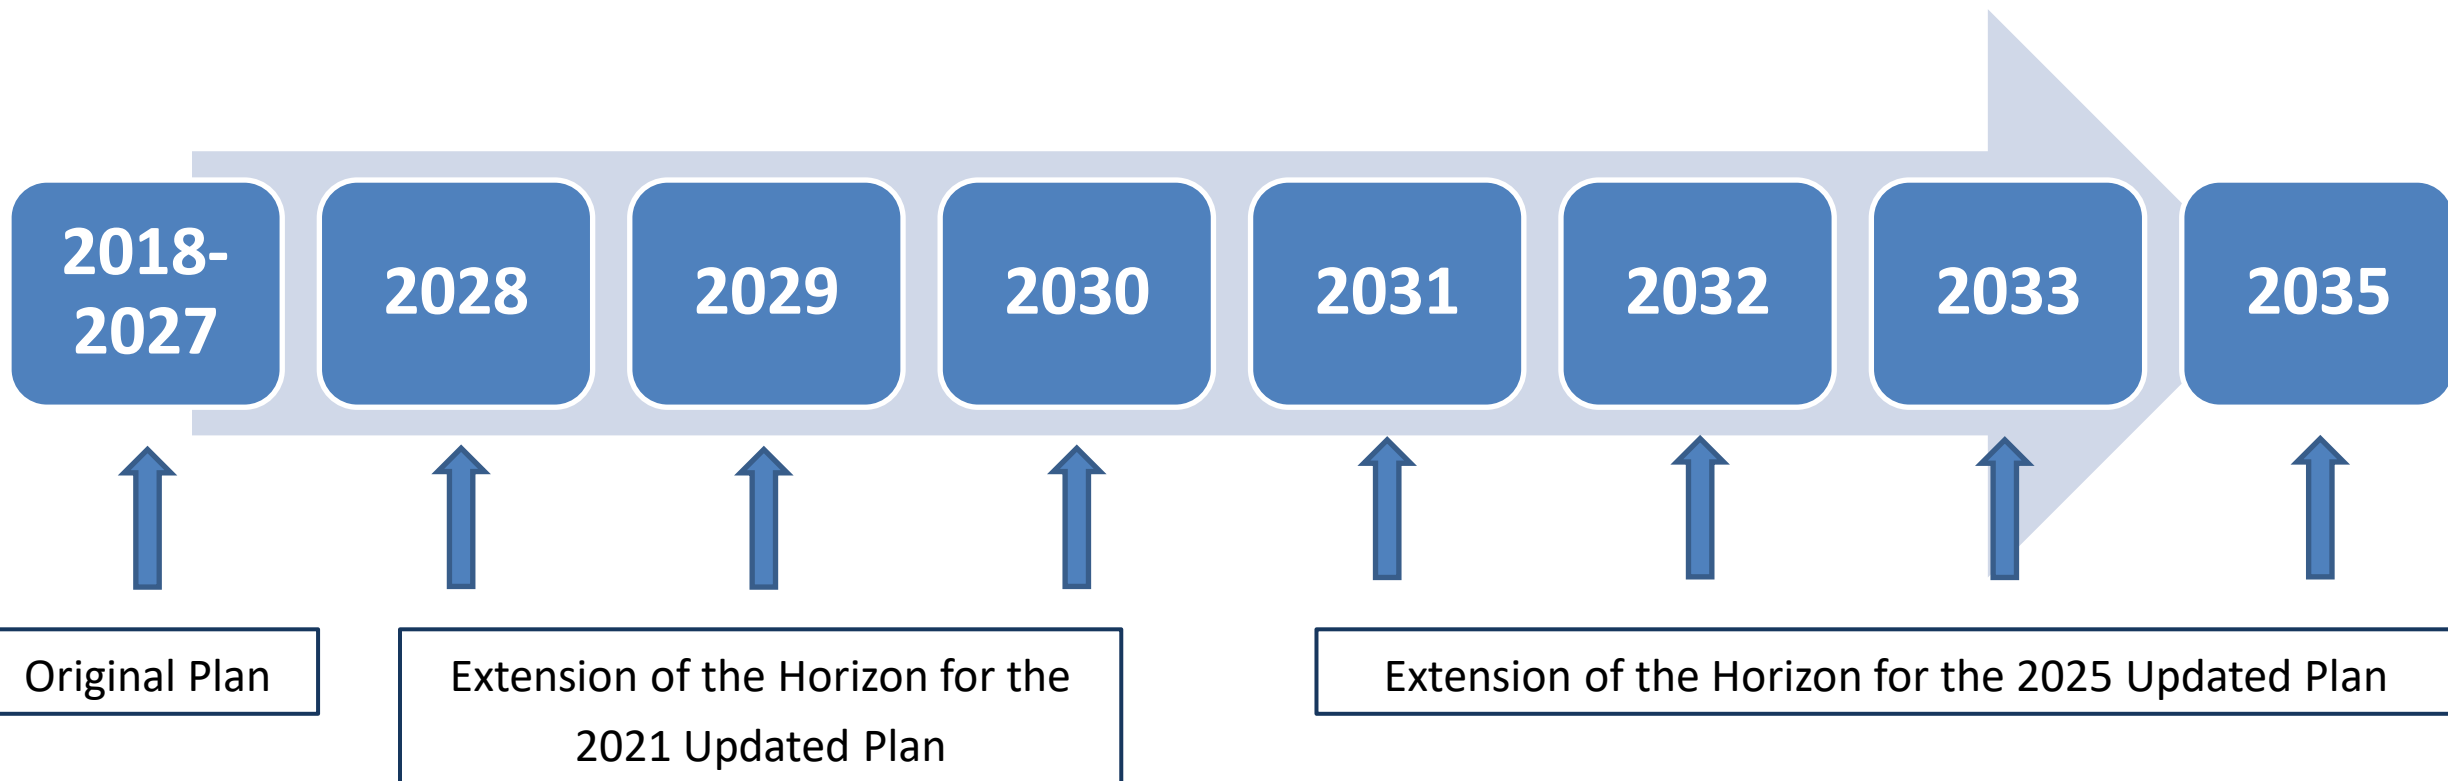 2018-
2027
2028
2029
2030
2031
2032
2033
2035
Original Plan
Extension of the Horizon for the
2021 Updated Plan
Extension of the Horizon for the 2025 Updated Plan